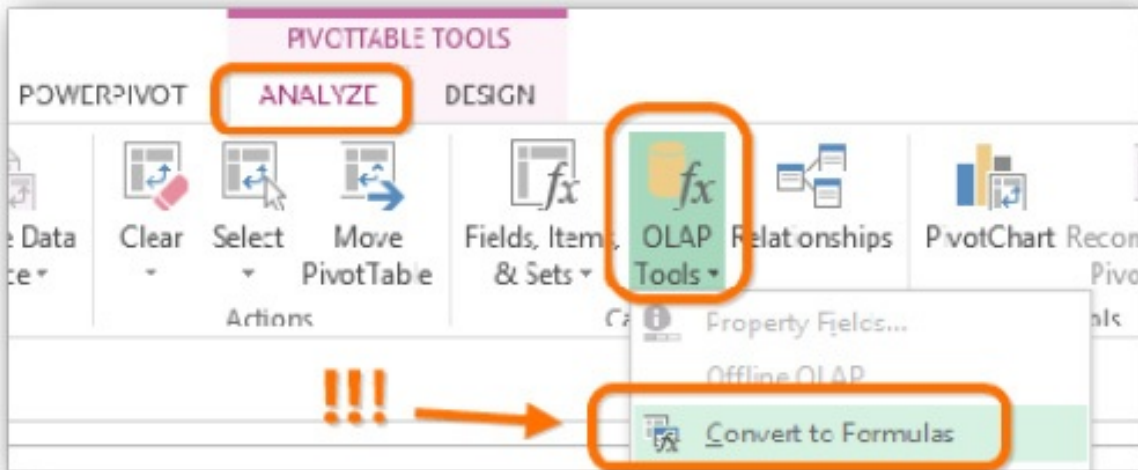 PIVOTTABLE TOOLS
POWERPIVOT ANALYZE DESIGN
Data Clear Select Move Fields, Items, OLAP Relationships PivotChart
PivotTable & Sets Tools
Actions
Property Fields...
Offline OLAP
!!!
Convert to Formulas